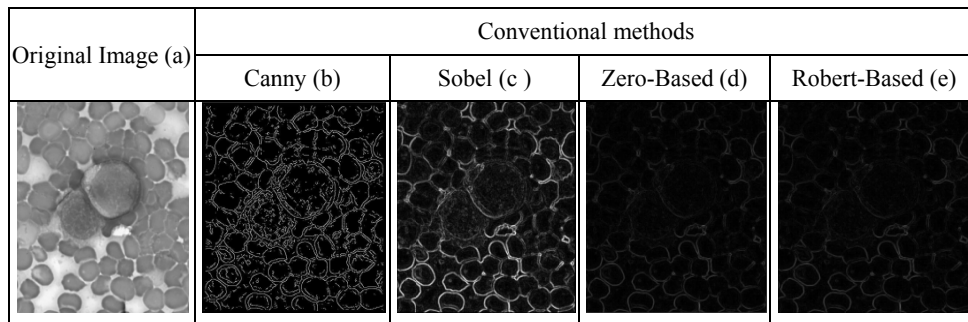 Original Image (a)
Conventional methods
Canny (b)
Sobel (c )
Zero-Based (d)
Robert-Based (e)